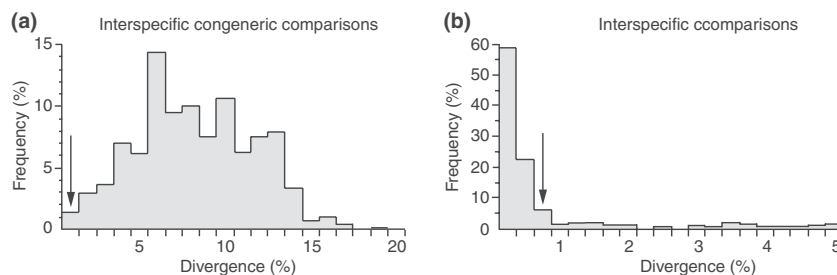 (a) Interspecific congeneric comparisons
15
10
5
0
Frequency (%)
5 10 15 20
Divergence (%)
(b) Interspecific ccomparisons
60
50
40
30
20
10
0
Frequency (%)
1 2 3 4 5
Divergence (%)